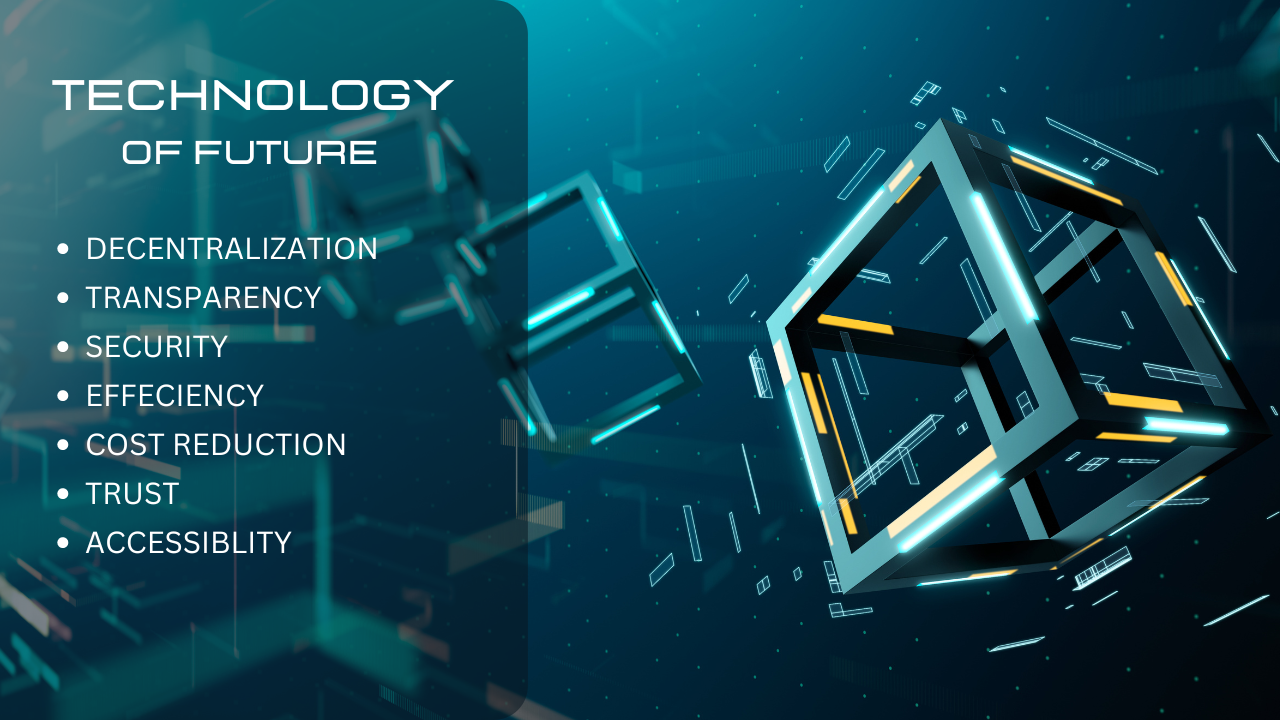 TECHNOLOGY
OF FUTURE
• DECENTRALIZATION
• TRANSPARENCY
• SECURITY
• EFFECIENCY
• COST REDUCTION
• TRUST
• ACCESSIBLITY